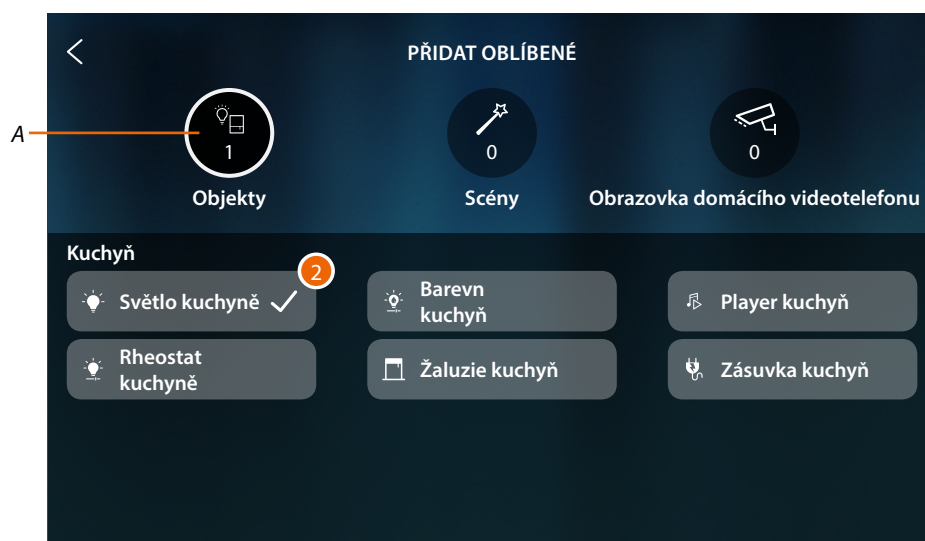 PŘIDAT OBLÍBENÉ
A
1
0
0
Objekty
Scény
Obrazovka domácího videotelefonu
Kuchyň
2
Světlo kuchyně
Barevn
kuchyň
Player kuchyň
Rheostat
kuchyně
Žaluzie kuchyň
Zásuvka kuchyň